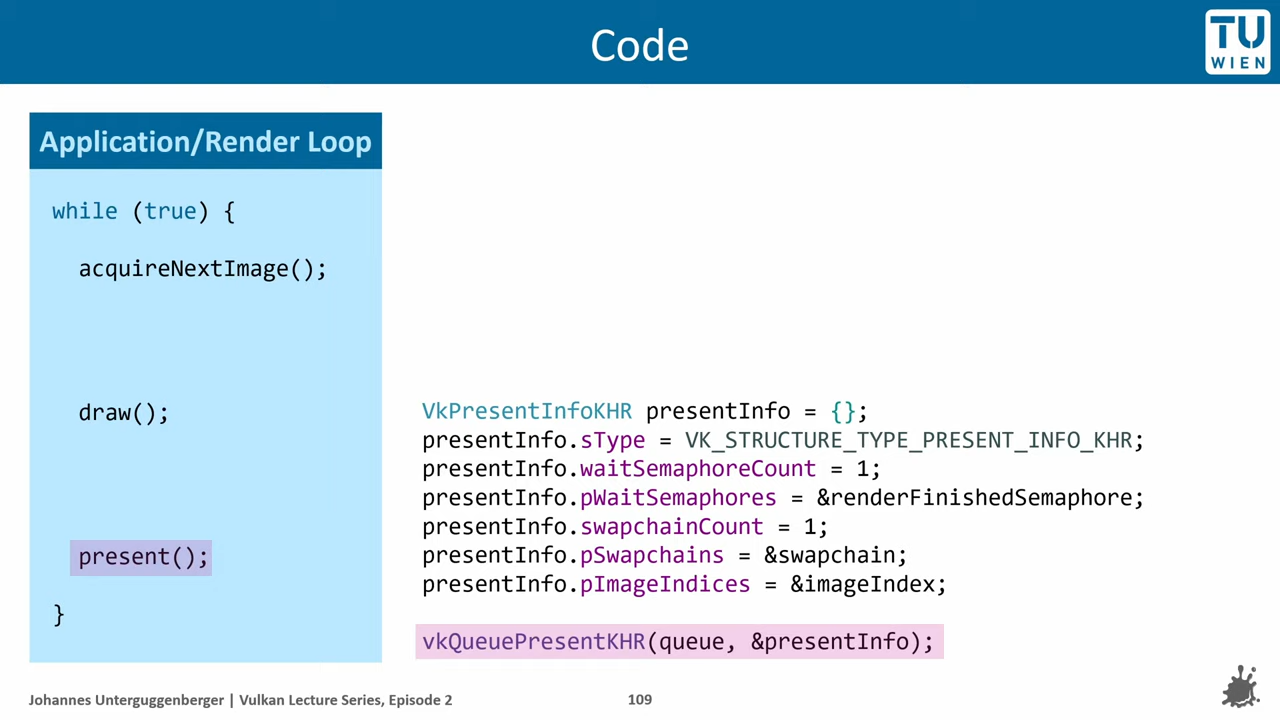 Code
TU
WIEN
Application/Render Loop
while (true) {
acquireNextImage();
draw();
present();
}
VkPresentInfoKHR presentInfo = {};
presentInfo.sType = VK_STRUCTURE_TYPE_PRESENT_INFO_KHR;
presentInfo.waitSemaphoreCount = 1;
presentInfo.pWaitSemaphores = &renderFinishedSemaphore;
presentInfo.swapchainCount = 1;
presentInfo.pSwapchains = &swapchain;
presentInfo.pImageIndices = &imageIndex;
vkQueuePresentKHR(queue, &presentInfo);
Johannes Unterguggenberger | Vulkan Lecture Series, Episode 2
109